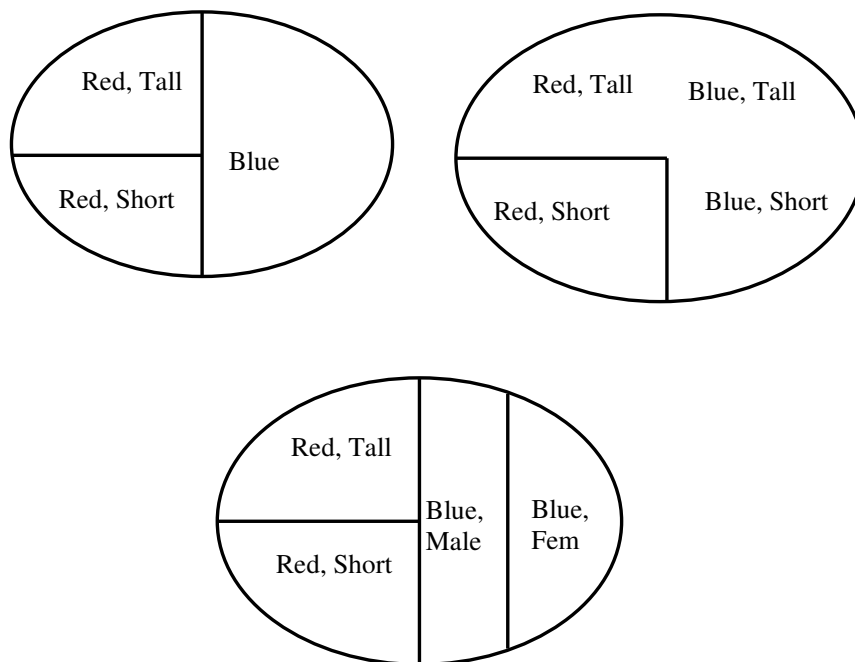 Red, Tall
Blue
Red, Short
Red, Tall
Blue, Tall
Red, Short
Blue, Short
Red, Tall
Red, Short
Blue,
Male
Blue,
Fem